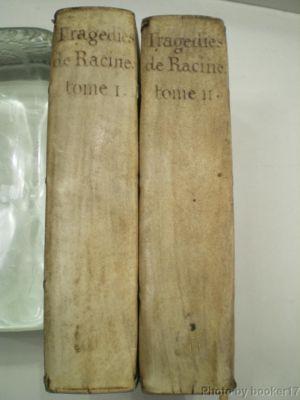 Tragedies
de Racine.
tome I.
Tragedies
de Racine.
tome II.
Photo by booker17